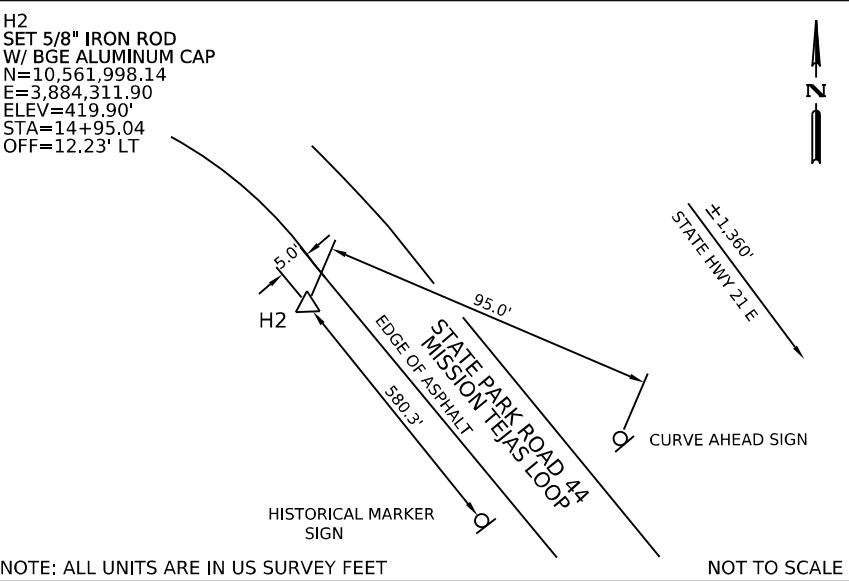 H2
SET 5/8" IRON ROD
W/ BGE ALUMINUM CAP
N=10,561,998.14
E=3,884,311.90
ELEV=419.90'
STA=14+95.04
OFF=12.23' LT
N
±1,360'
STATE HWY 21 E
5.0'
H2
95.0'
580.3'
EDGE OF ASPHALT
STATE PARK ROAD 44
MISSION TEJAS LOOP
CURVE AHEAD SIGN
HISTORICAL MARKER
SIGN
NOTE: ALL UNITS ARE IN US SURVEY FEET
NOT TO SCALE